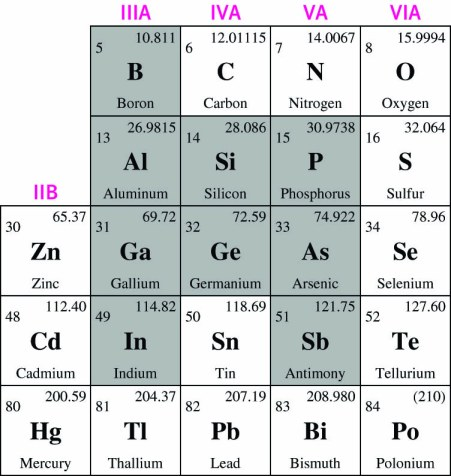 IIIA IVA VA VIA
5 10.811 6 12.01115 7 14.0067 8 15.9994
B C N O
Boron Carbon Nitrogen Oxygen
13 26.9815 14 28.086 15 30.9738 16 32.064
Al Si P S
IIB Aluminum Silicon Phosphorus Sulfur
30 65.37 31 69.72 32 72.59 33 74.922 34 78.96
Zn Ga Ge As Se
Zinc Gallium Germanium Arsenic Selenium
48 112.40 49 114.82 50 118.69 51 121.75 52 127.60
Cd In Sn Sb Te
Cadmium Indium Tin Antimony Tellurium
80 200.59 81 204.37 82 207.19 83 208.980 84 (210)
Hg Tl Pb Bi Po
Mercury Thallium Lead Bismuth Polonium